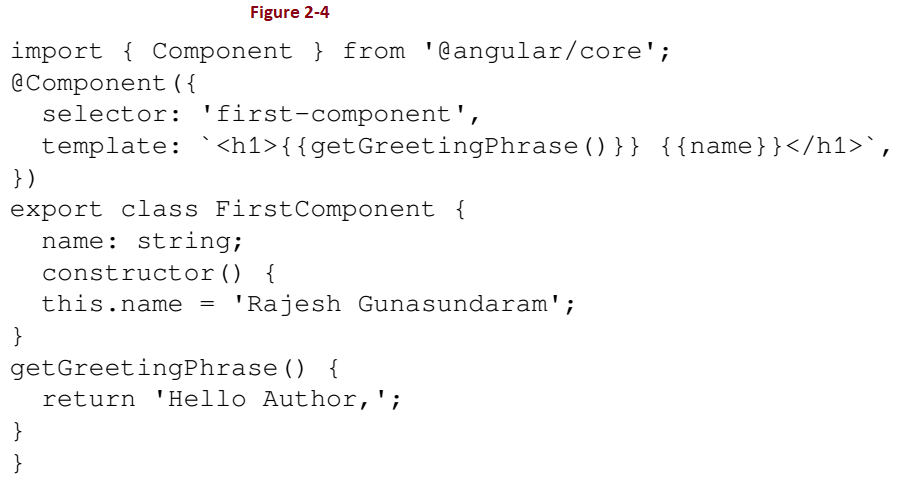 Figure 2-4
import { Component } from '@angular/core';
@Component({
  selector: 'first-component',
  template: `<h1>{{getGreetingPhrase()}} {{name}}</h1>`,
})
export class FirstComponent {
  name: string;
  constructor() {
  this.name = 'Rajesh Gunasundaram';
}
getGreetingPhrase() {
  return 'Hello Author,';
}
}